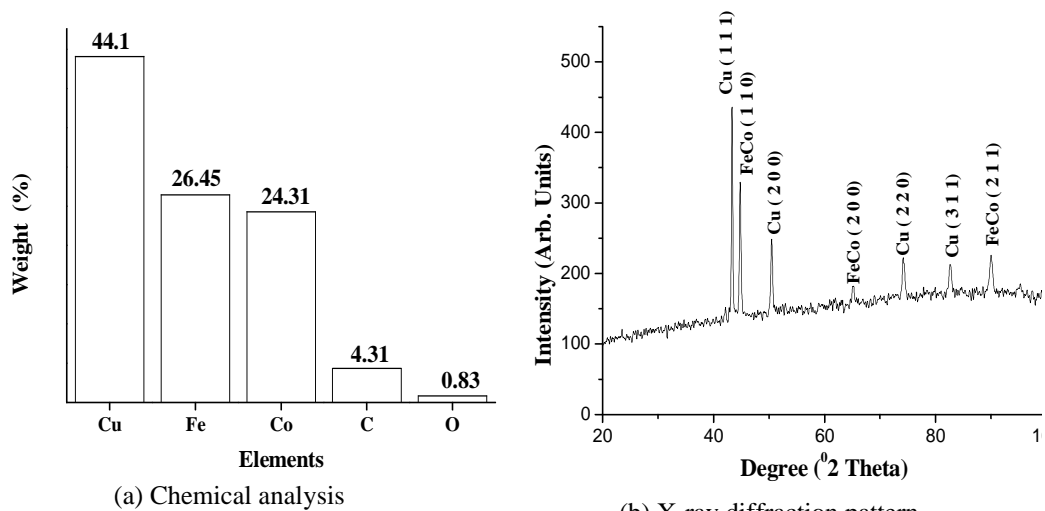 44.1
26.45
24.31
4.31
0.83
Weight (%)
Cu Fe Co C O
Elements
(a) Chemical analysis
Cu ( 1 1 1 )
FeCo ( 1 1 0 )
Cu ( 2 0 0 )
FeCo ( 2 0 0 )
Cu ( 2 2 0 )
Cu ( 3 1 1 )
FeCo ( 2 1 1 )
500
400
300
200
100
0
Intensity (Arb. Units)
20 40 60 80
Degree (⁰2 Theta)
(b) X-ray diffraction pattern